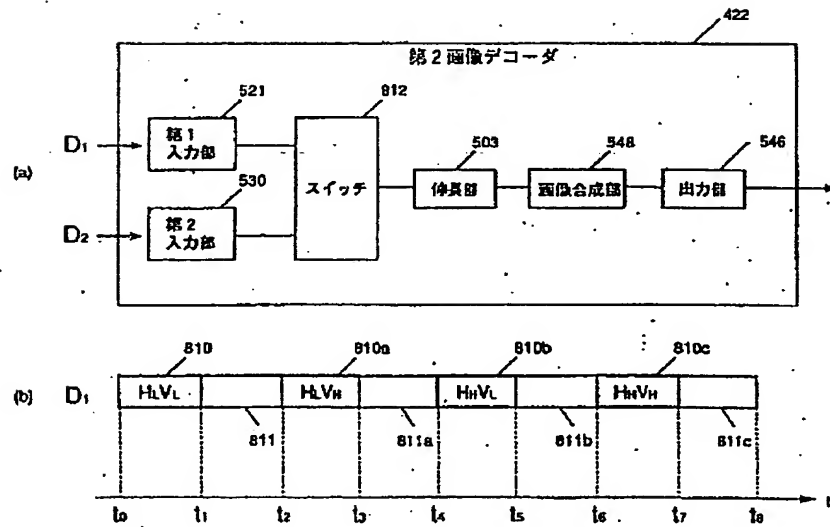 422
第2画像デコーダ
521
812
(a)
D₁
第1
入力部
503
548
546
530
スイッチ
伸長部
画像合成部
出力部
D₂
第2
入力部
810
810a
810b
810c
(b)
D₁
HLVL
HLVH
HHVL
HHVH
811
811a
811b
811c
t₀
t₁
t₂
t₃
t₄
t₅
t₆
t₇
t₈